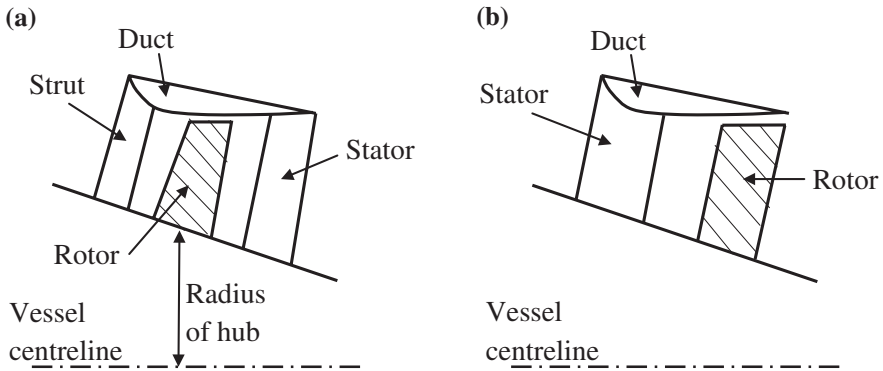 (a)
Duct
Strut
Stator
Rotor
Radius
of hub
Vessel
centreline
(b)
Duct
Stator
Rotor
Vessel
centreline